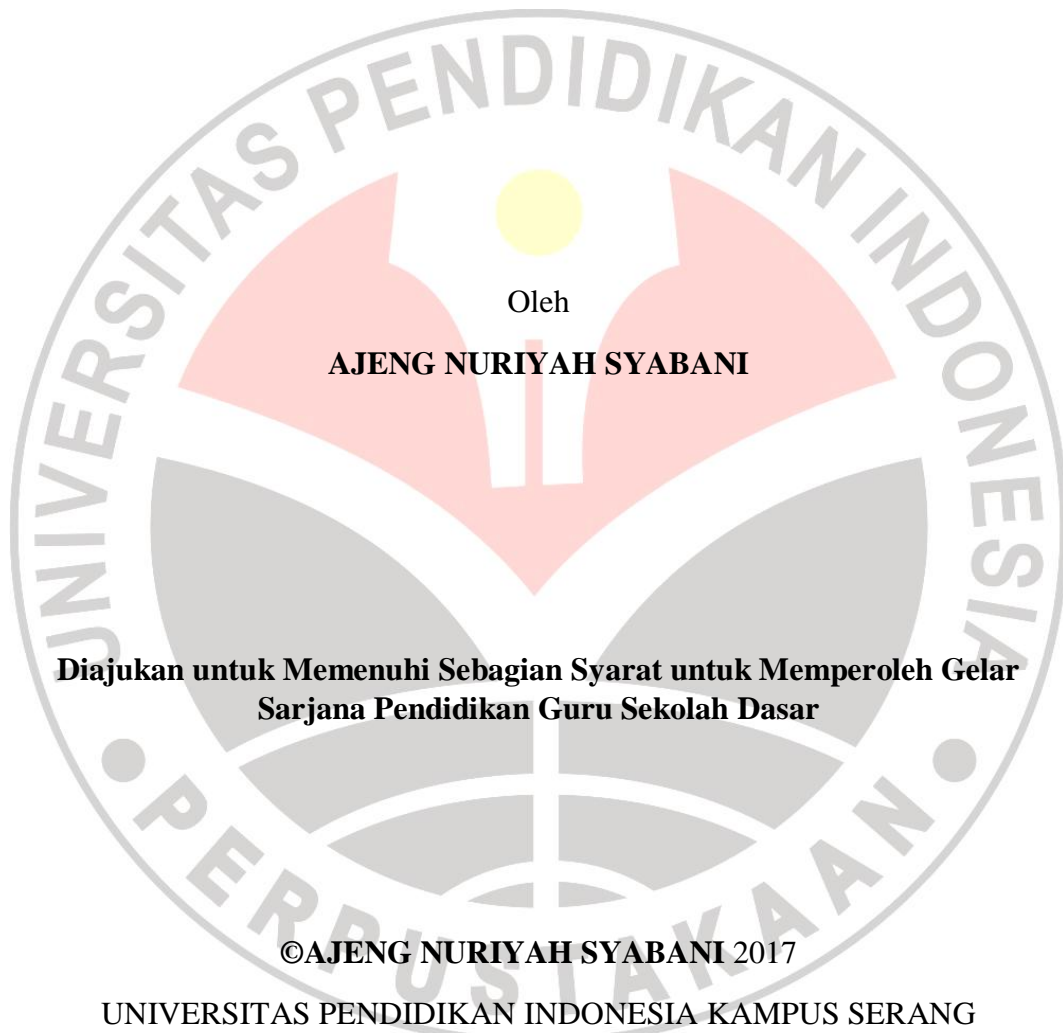 UNIVERSITAS PENDIDIKAN INDONESIA
Oleh
AJENG NURIYAH SYABANI
Diajukan untuk Memenuhi Sebagian Syarat untuk Memperoleh Gelar
Sarjana Pendidikan Guru Sekolah Dasar
PERPUSTAKAAN
©AJENG NURIYAH SYABANI 2017
UNIVERSITAS PENDIDIKAN INDONESIA KAMPUS SERANG